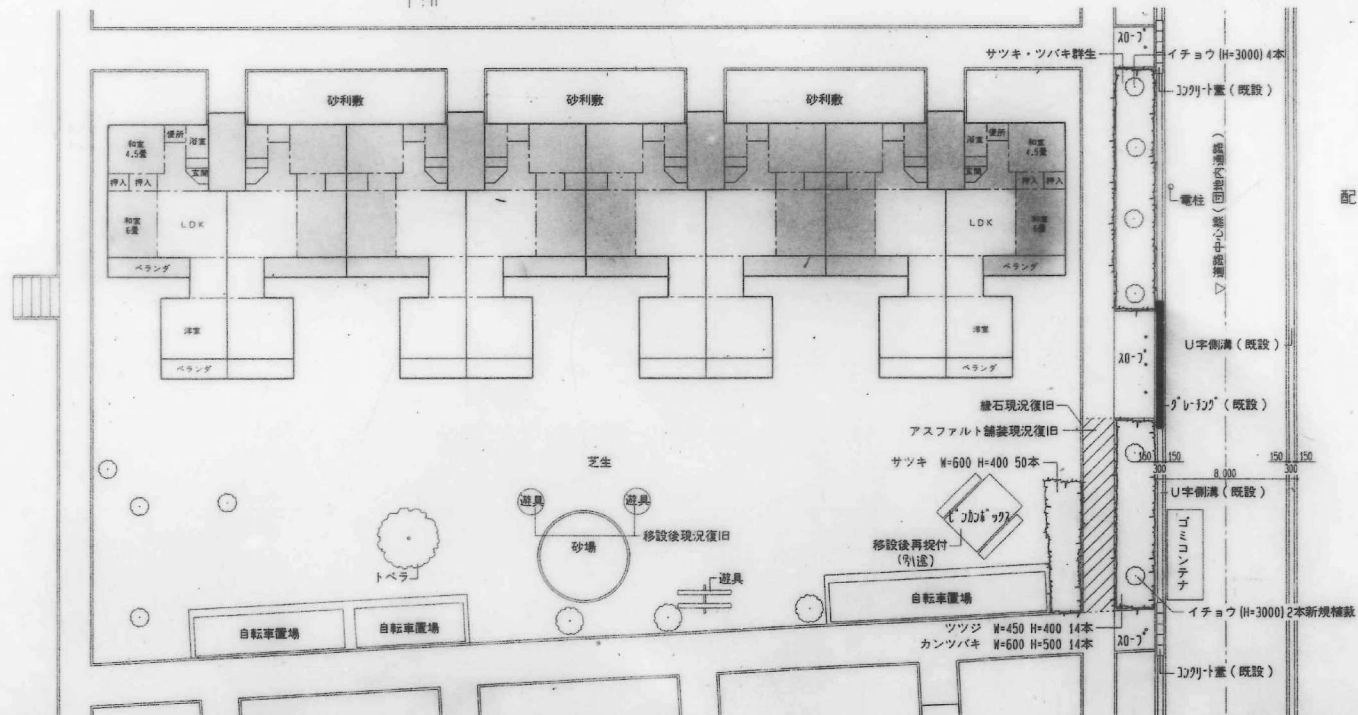 スロープ
サツキ・ツバキ群生
イチョウ (H=3000) 4本
コンクリート蓋 (既設)
砂利敷
砂利敷
砂利敷
和室
4.5畳
便所
浴室
玄関
押入
押入
和室
6畳
LDK
ベランダ
洋室
ベランダ
浴室
便所
和室
4.5畳
玄関
押入
押入
LDK
和室
6畳
ベランダ
洋室
ベランダ
電柱
▽道路中心線 (団地内通路)
配
スロープ
U字側溝 (既設)
グレーチング (既設)
縁石現況復旧
アスファルト舗装現況復旧
サツキ W=600 H=400 50本
150
150
300
8,000
150
150
300
U字側溝 (既設)
ゴミコンテナ
芝生
遊具
遊具
砂場
移設後現況復旧
トベラ
遊具
ビンカンボックス
移設後再据付
(別途)
自転車置場
自転車置場
自転車置場
イチョウ (H=3000) 2本新規植栽
ツツジ W=450 H=400 14本
カンツバキ W=600 H=500 14本
スロープ
コンクリート蓋 (既設)